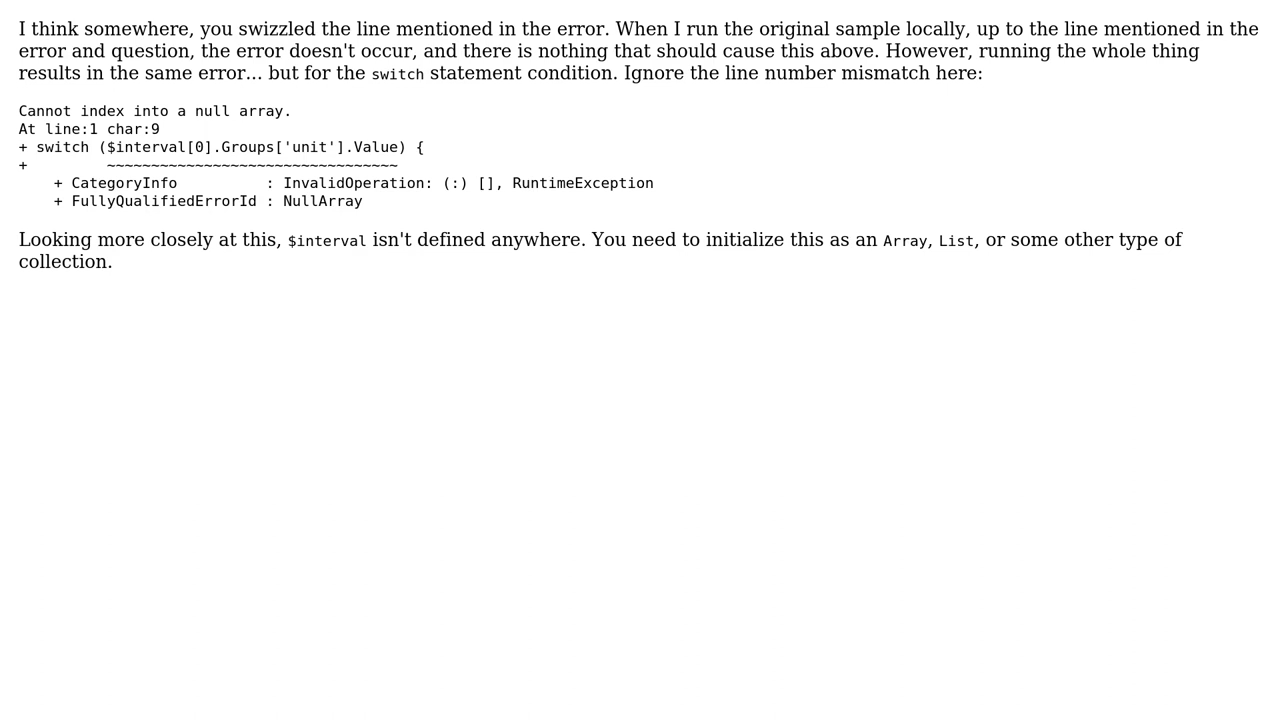 I think somewhere, you swizzled the line mentioned in the error. When I run the original sample locally, up to the line mentioned in the
error and question, the error doesn't occur, and there is nothing that should cause this above. However, running the whole thing
results in the same error... but for the switch statement condition. Ignore the line number mismatch here:
Cannot index into a null array.
At line:1 char:9
+ switch ($interval[0].Groups['unit'].Value) {
+         ~~~~~~~~~~~~~~~~~~~~~~~~~~~~~~~~~
    + CategoryInfo          : InvalidOperation: (:) [], RuntimeException
    + FullyQualifiedErrorId : NullArray
Looking more closely at this, $interval isn't defined anywhere. You need to initialize this as an Array, List, or some other type of
collection.